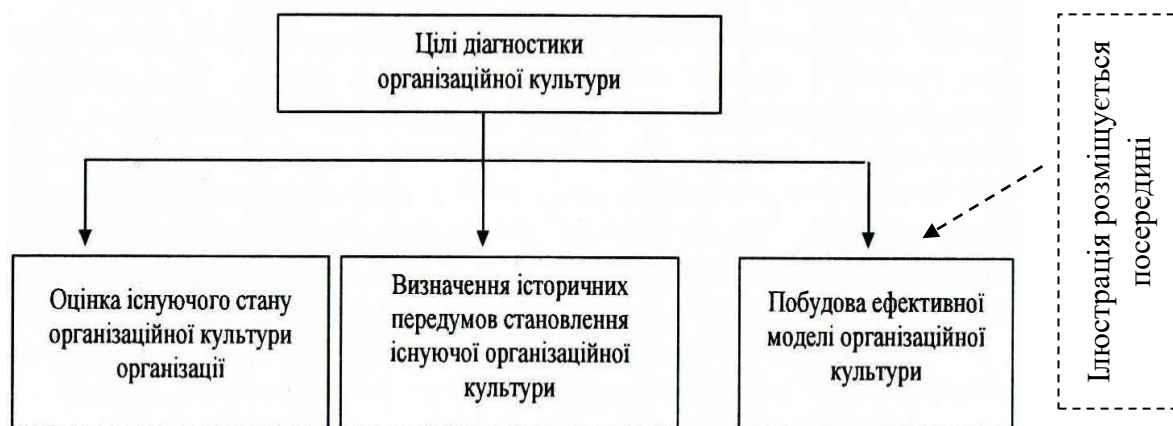 Цілі діагностики
організаційної культури
Оцінка існуючого стану
організаційної культури
організації
Визначення історичних
передумов становлення
існуючої організаційної
культури
Побудова ефективної
моделі організаційної
культури
Ілюстрація розміщується
посередині